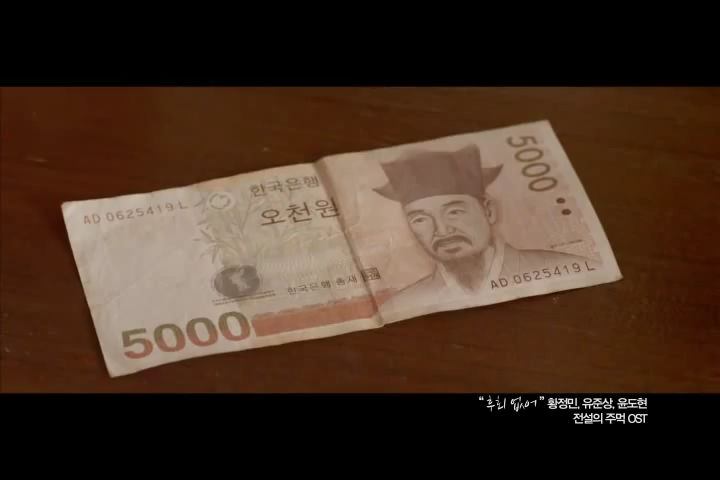 5000
한국은행
AD 0625419 L
오천원
한국은행 총재
AD 0625419 L
5000
“후회 없어” 황정민, 유준상, 윤도현
전설의 주먹 OST